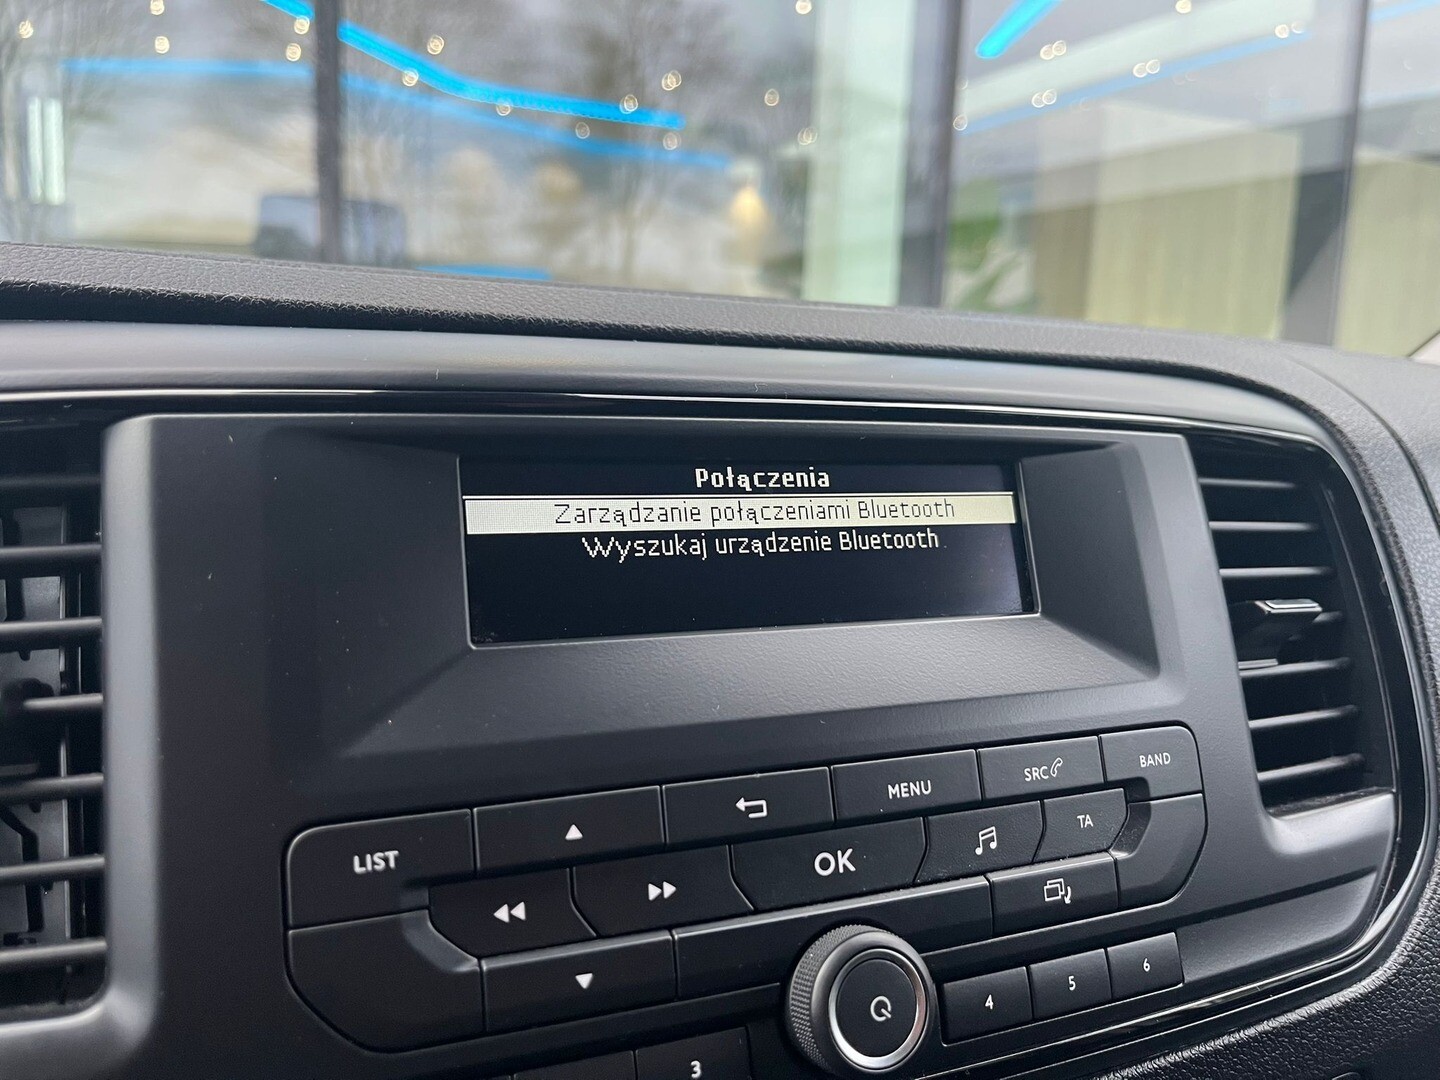 Połączenia
Zarządzanie połączeniami Bluetooth
Wyszukaj urządzenie Bluetooth
LIST
MENU
SRC
BAND
OK
TA
4
5
6
3